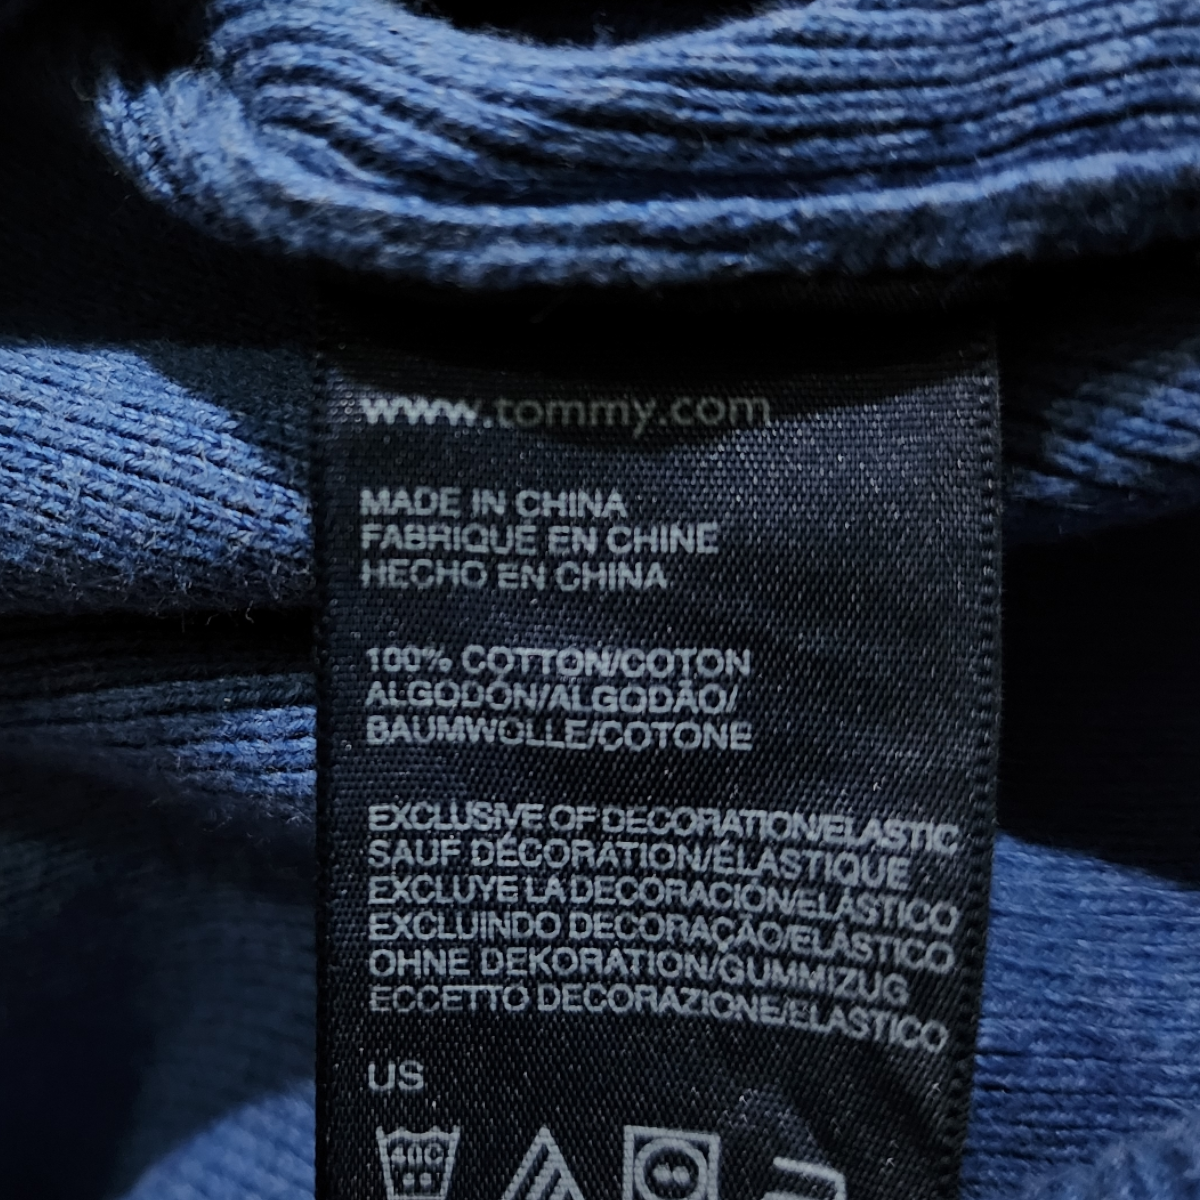 www.tommy.com
MADE IN CHINA
FABRIQUÉ EN CHINE
HECHO EN CHINA
100% COTTON/COTON
ALGODÓN/ALGODÃO/
BAUMWOLLE/COTONE
EXCLUSIVE OF DECORATION/ELASTIC
SAUF DÉCORATION/ÉLASTIQUE
EXCLUYE LA DECORACIÓN/ELÁSTICO
EXCLUINDO DECORAÇÃO/ELÁSTICO
OHNE DEKORATION/GUMMIZUG
ECCETTO DECORAZIONE/ELASTICO
US
40C